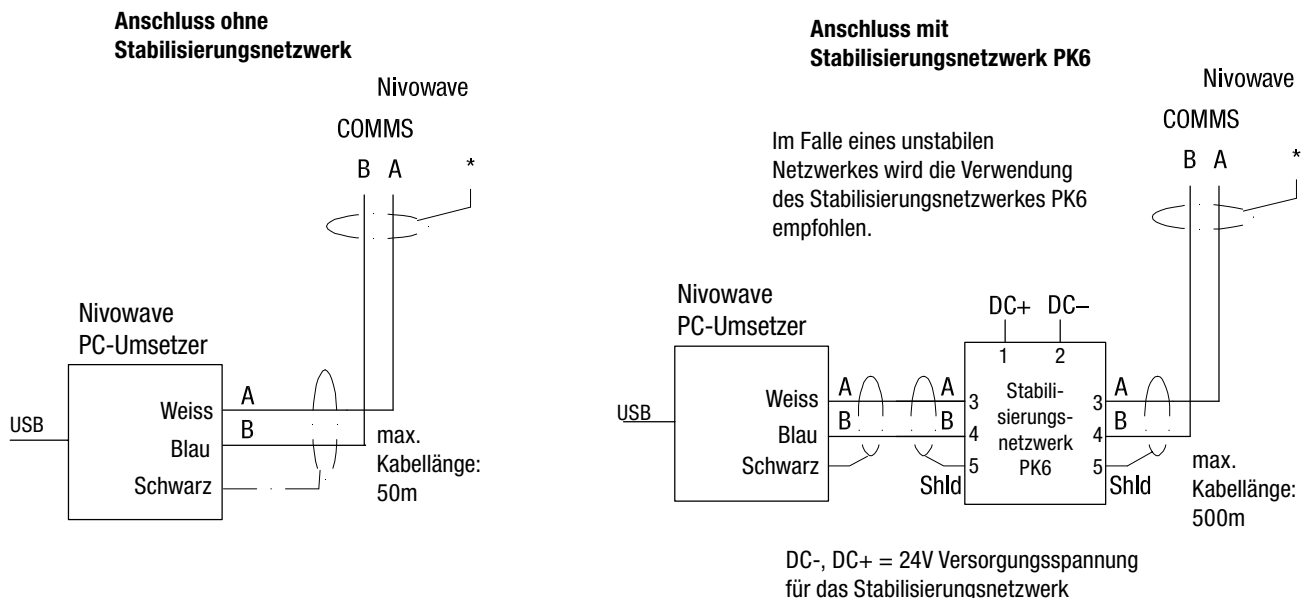 Anschluss ohne
Stabilisierungsnetzwerk
Nivowave
COMMS
B A *
Nivowave
PC-Umsetzer
USB
Weiss A
Blau B
Schwarz
max.
Kabellänge:
50m
Anschluss mit
Stabilisierungsnetzwerk PK6
Nivowave
COMMS
B A *
Im Falle eines unstabilen
Netzwerkes wird die Verwendung
des Stabilisierungsnetzwerkes PK6
empfohlen.
Nivowave
PC-Umsetzer
DC+ DC–
1 2
USB
Weiss A A 3
Blau B B 4
Schwarz 5
Shld
Stabili-
sierungs-
netzwerk
PK6
3 A
4 B
5
Shld
max.
Kabellänge:
500m
DC-, DC+ = 24V Versorgungsspannung
für das Stabilisierungsnetzwerk